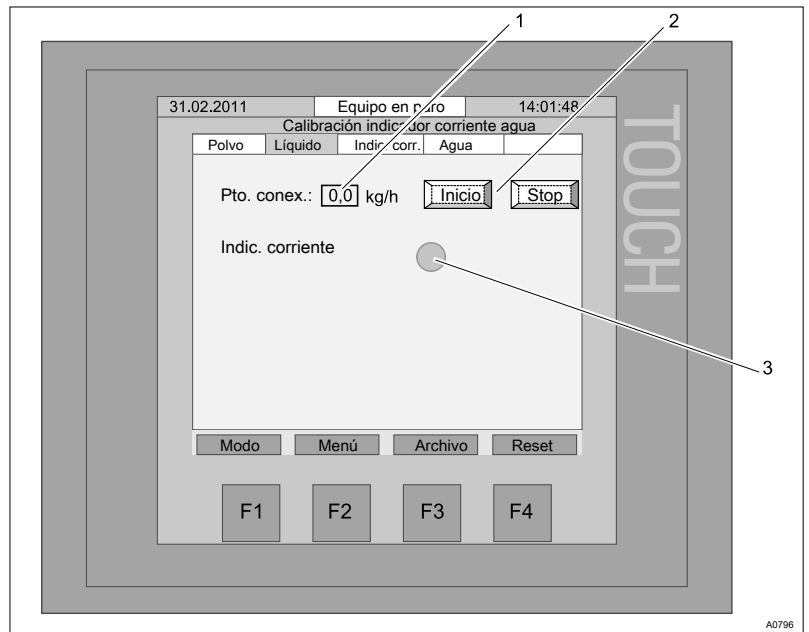 1
2
31.02.2011 Equipo en paro 14:01:48
Calibración indicador corriente agua
Polvo Líquido Indic. corr. Agua
Pto. conex.: 0,0 kg/h Inicio Stop
Indic. corriente
3
TOUCH
Modo Menú Archivo Reset
F1 F2 F3 F4
A0796